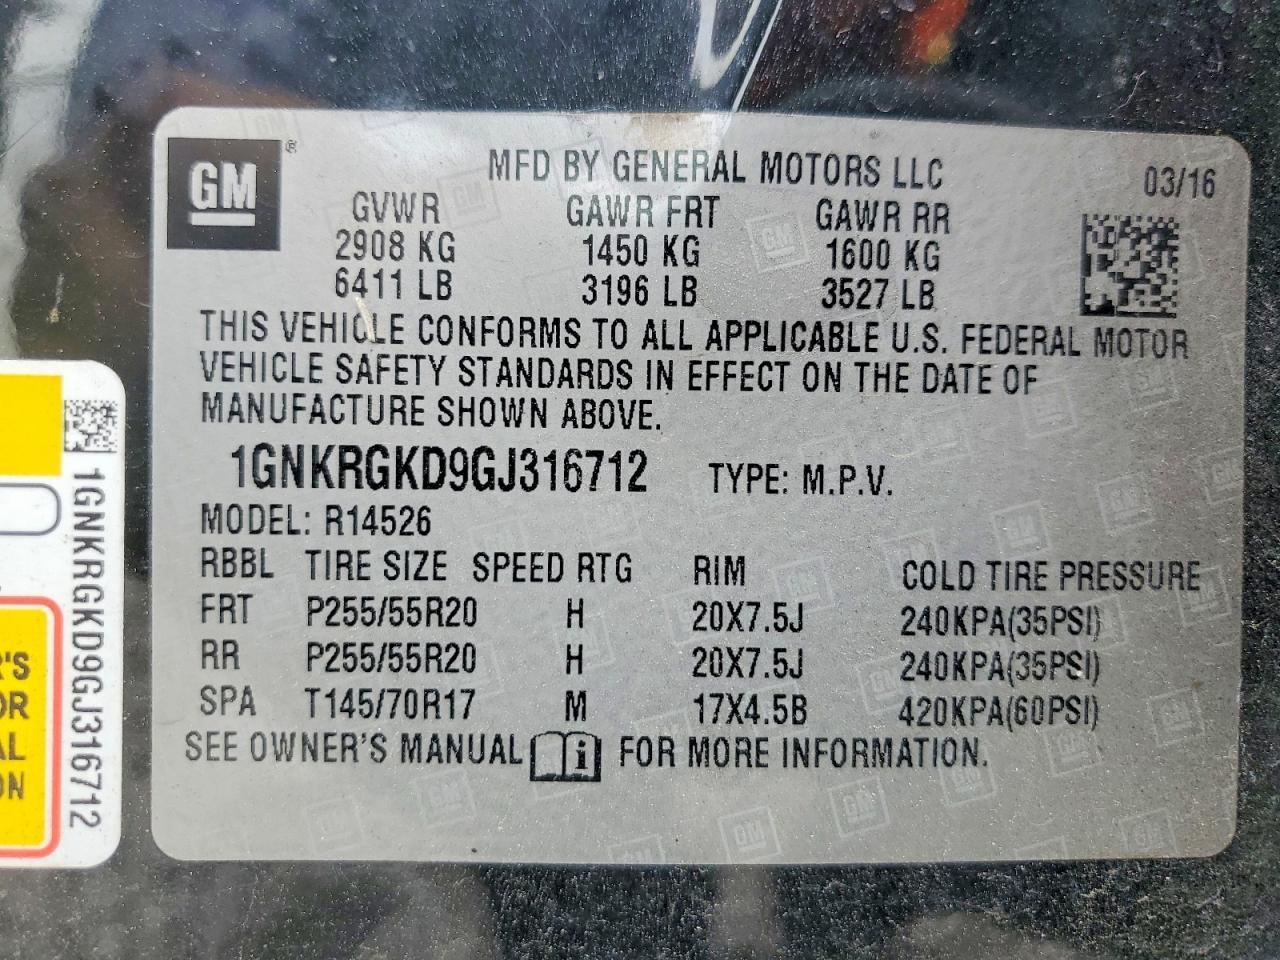 GM
MFD BY GENERAL MOTORS LLC
03/16
GVWR GAWR FRT GAWR RR
2908 KG 1450 KG 1600 KG
6411 LB 3196 LB 3527 LB
THIS VEHICLE CONFORMS TO ALL APPLICABLE U.S. FEDERAL MOTOR
VEHICLE SAFETY STANDARDS IN EFFECT ON THE DATE OF
MANUFACTURE SHOWN ABOVE.
1GNKRGKD9GJ316712 TYPE: M.P.V.
MODEL: R14526
RBBL TIRE SIZE SPEED RTG RIM COLD TIRE PRESSURE
FRT P255/55R20 H 20X7.5J 240KPA(35PSI)
RR P255/55R20 H 20X7.5J 240KPA(35PSI)
SPA T145/70R17 M 17X4.5B 420KPA(60PSI)
SEE OWNER'S MANUAL i FOR MORE INFORMATION.
1GNKRGKD9GJ316712
R'S
OR
AL
ON